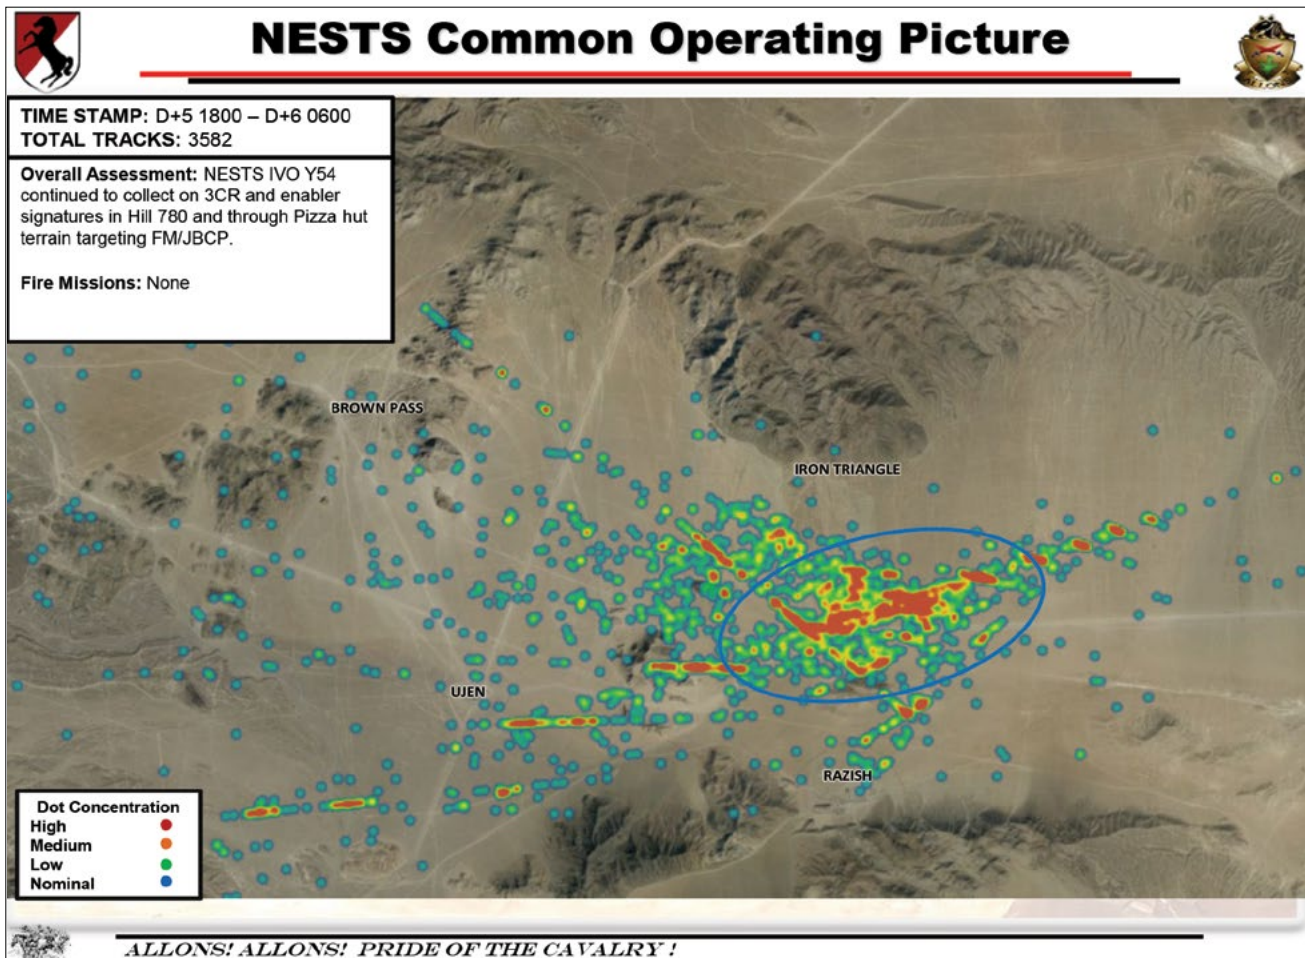 NESTS Common Operating Picture
TIME STAMP: D+5 1800 – D+6 0600
TOTAL TRACKS: 3582
Overall Assessment: NESTS IVO Y54
continued to collect on 3CR and enabler
signatures in Hill 780 and through Pizza hut
terrain targeting FM/JBCP.
Fire Missions: None
BROWN PASS
IRON TRIANGLE
UJEN
RAZISH
Dot Concentration
High
Medium
Low
Nominal
ALLONS! ALLONS! PRIDE OF THE CAVALRY !
ALLONS